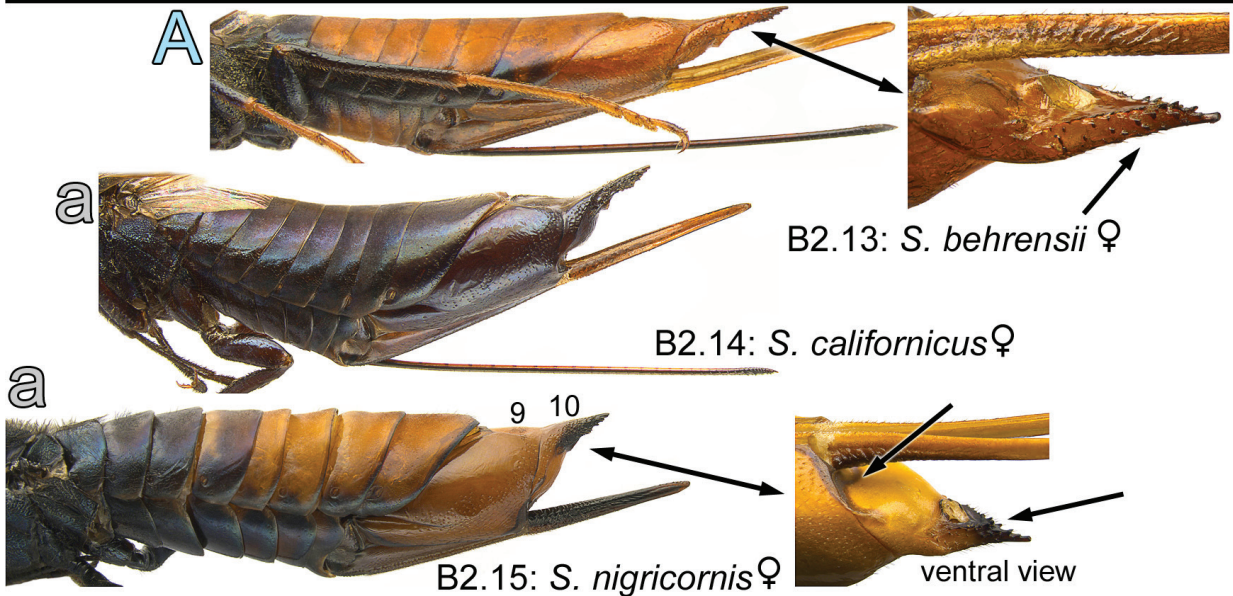 A
B2.13: S. behrensii ♀
a
B2.14: S. californicus ♀
a
9 10
B2.15: S. nigricornis ♀
ventral view